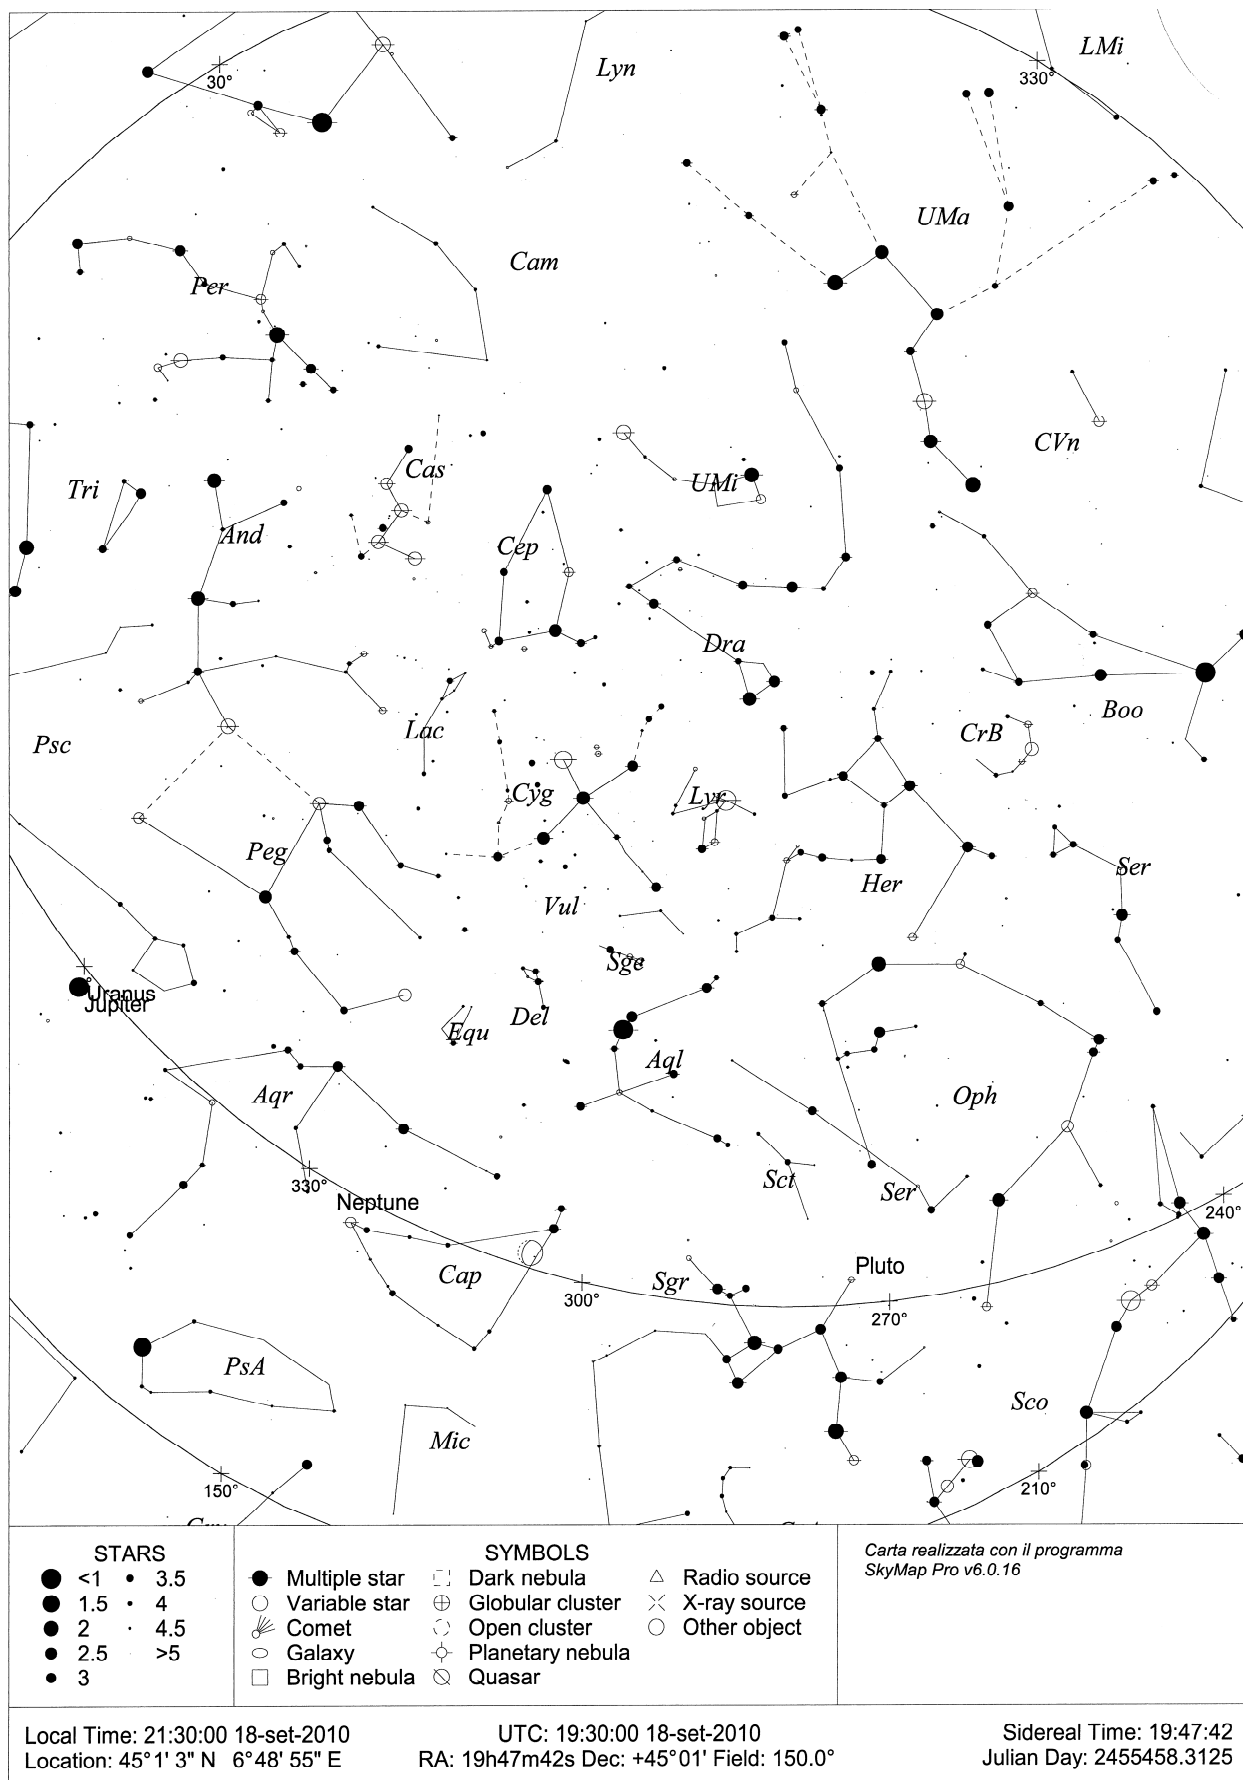 LMi
Lyn
30°
330°
UMa
Cam
Per
CVn
Cas
Tri
UMi
And
Cep
Dra
Boo
Lac
CrB
Psc
Cyg
Lyr
Peg
Ser
Her
Vul
Sge
Uranus
Jupiter
Del
Equ
Aql
Aqr
Oph
Sct
330°
Ser
Neptune
240°
Pluto
Cap
Sgr
300°
270°
PsA
Sco
Mic
150°
210°
STARS
<1 3.5
1.5 4
2 4.5
2.5 >5
3
SYMBOLS
Multiple star Dark nebula Radio source
Variable star Globular cluster X-ray source
Comet Open cluster Other object
Galaxy Planetary nebula
Bright nebula Quasar
Carta realizzata con il programma
SkyMap Pro v6.0.16
Local Time: 21:30:00 18-set-2010 UTC: 19:30:00 18-set-2010 Sidereal Time: 19:47:42
Location: 45°1' 3" N 6°48' 55" E RA: 19h47m42s Dec: +45°01' Field: 150.0° Julian Day: 2455458.3125